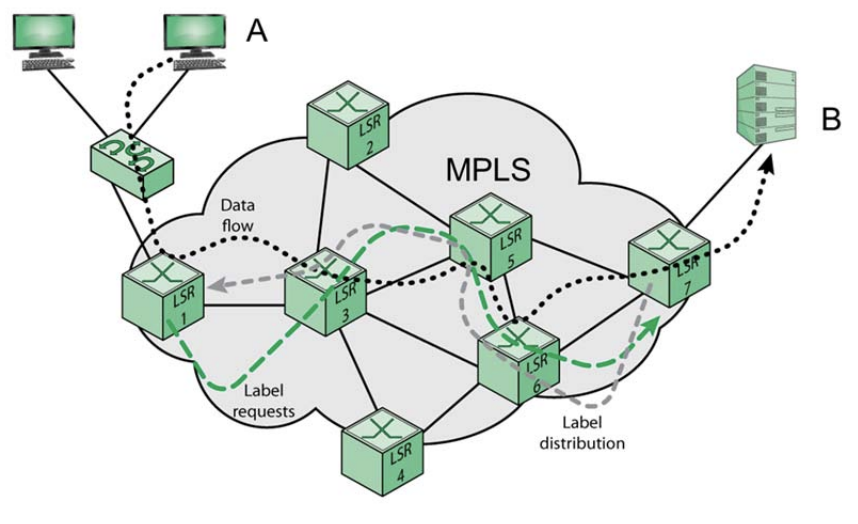 A
LSR
2
B
MPLS
Data
flow
LSR
5
LSR
7
LSR
1
LSR
3
LSR
6
Label
requests
Label
distribution
LSR
4